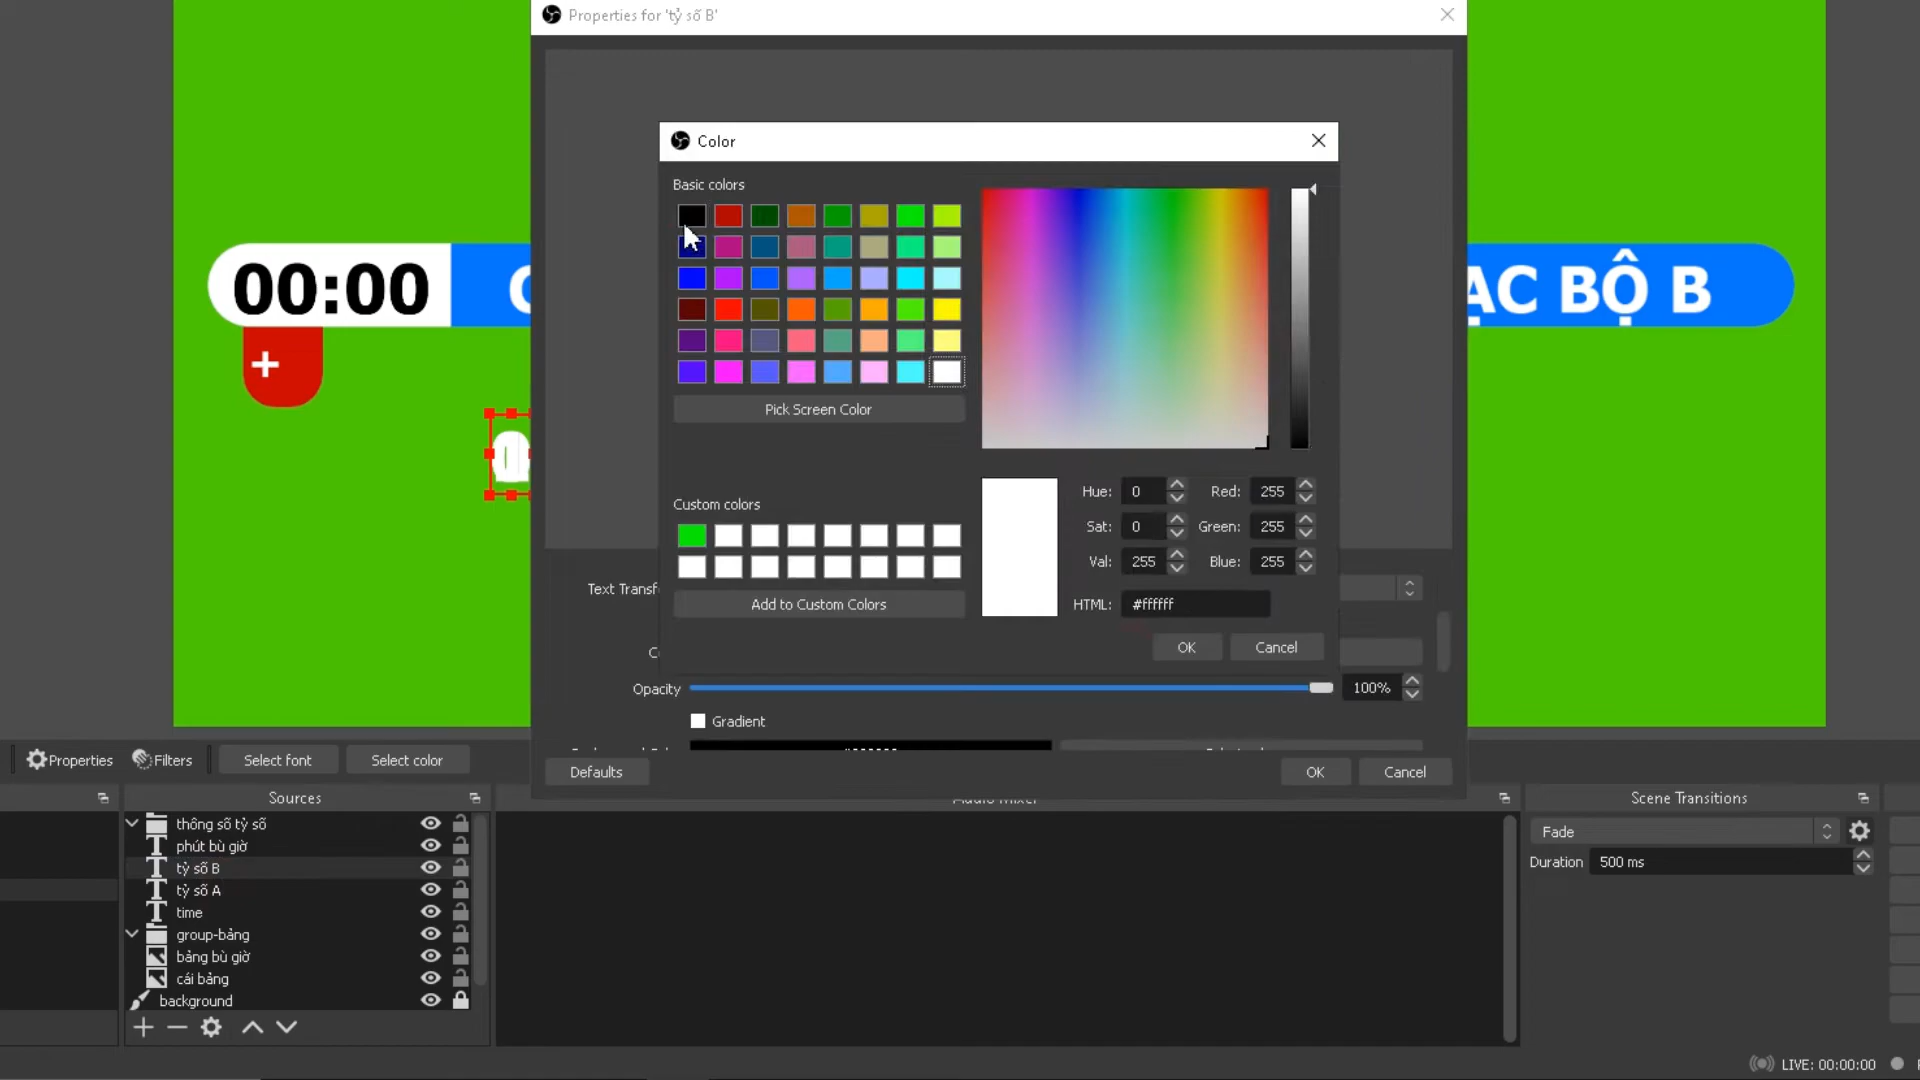 Properties for 'tỷ số B'
Color
Basic colors
00:00
ẠC BỘ B
+
Pick Screen Color
Custom colors
Hue: 0 Red: 255
Sat: 0 Green: 255
Val: 255 Blue: 255
Add to Custom Colors
HTML: #ffffff
OK Cancel
Text Transf
Opacity 100%
Gradient
Defaults OK Cancel
Properties Filters Select font Select color
Sources Audio Mixer Scene Transitions
thông số tỷ số
phút bù giờ
tỷ số B
tỷ số A
time
group-bảng
bảng bù giờ
cái bảng
background
Fade
Duration 500 ms
LIVE: 00:00:00